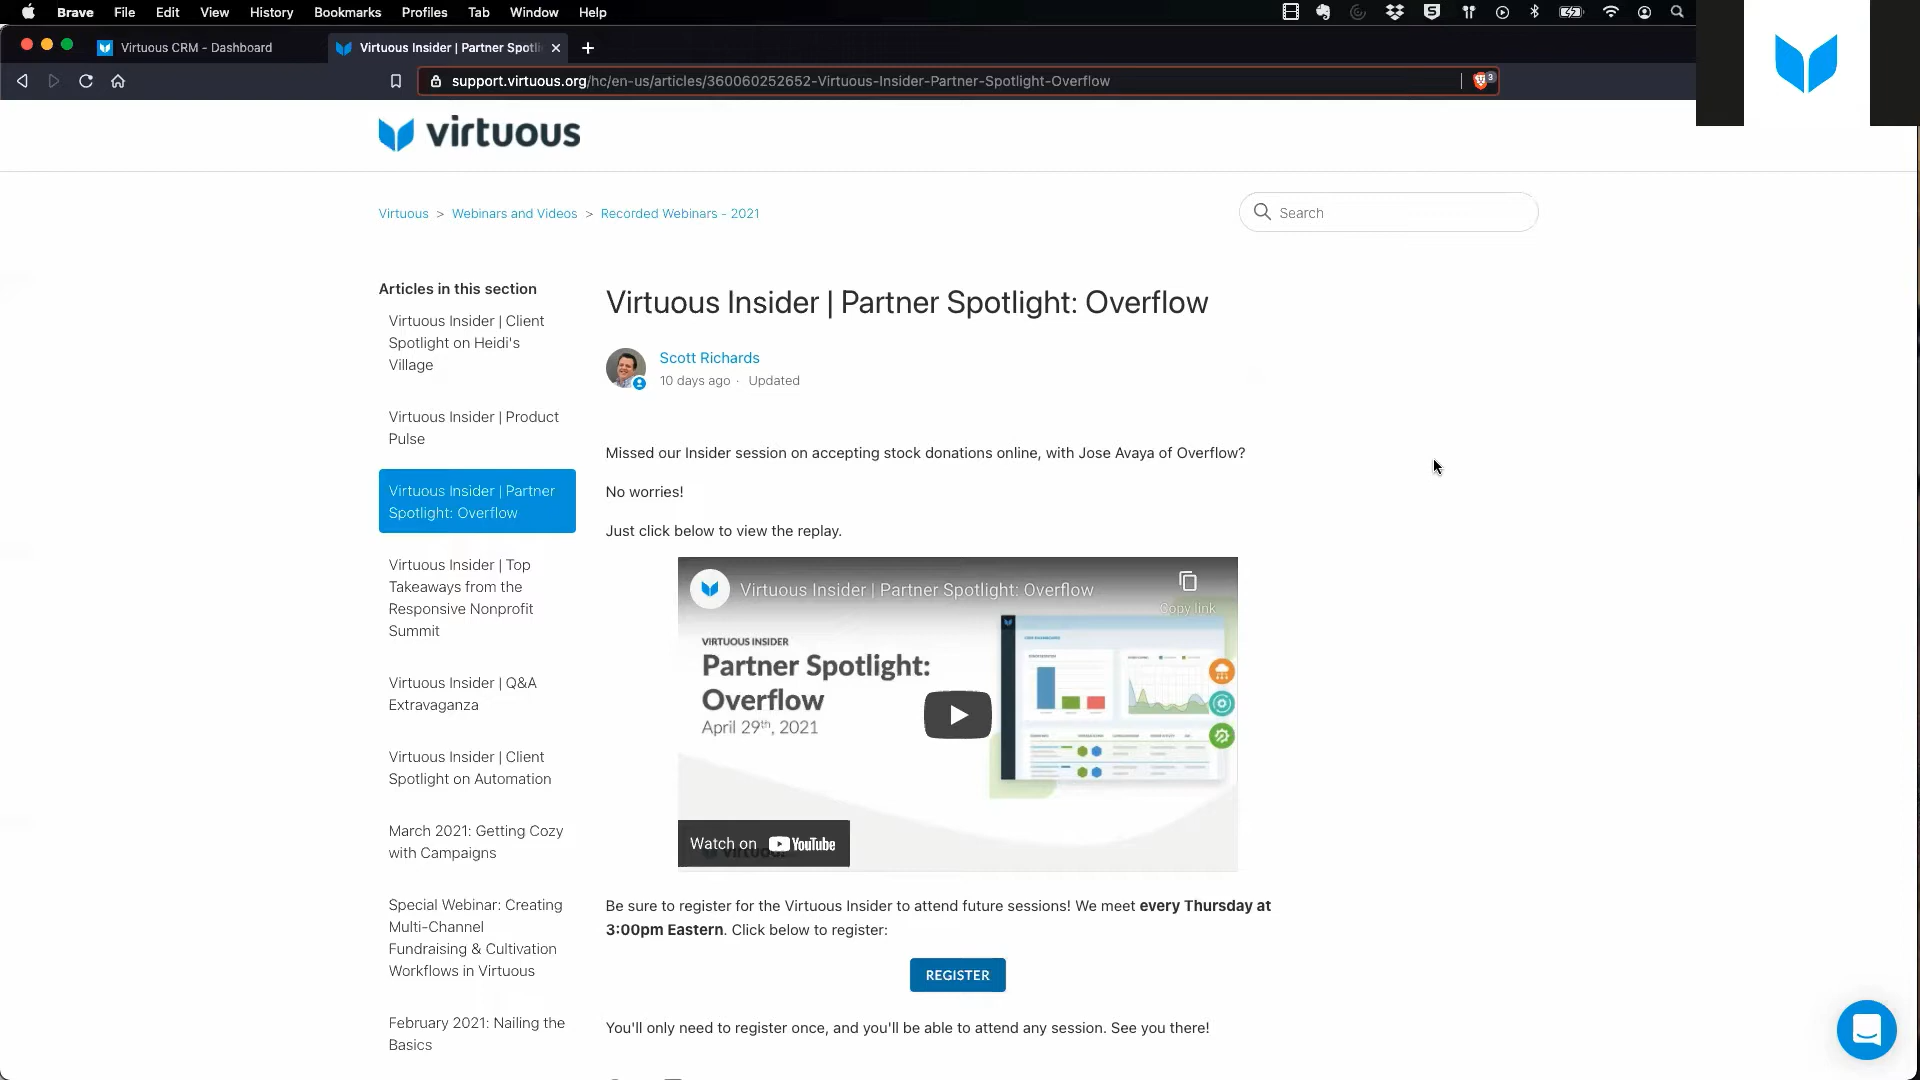 Brave File Edit View History Bookmarks Profiles Tab Window Help
Virtuous CRM - Dashboard
Virtuous Insider | Partner Spotli
support.virtuous.org/hc/en-us/articles/360060252652-Virtuous-Insider-Partner-Spotlight-Overflow
3
virtuous
Virtuous > Webinars and Videos > Recorded Webinars - 2021
Search
Articles in this section
Virtuous Insider | Client
Spotlight on Heidi's
Village
Virtuous Insider | Product
Pulse
Virtuous Insider | Partner
Spotlight: Overflow
Virtuous Insider | Top
Takeaways from the
Responsive Nonprofit
Summit
Virtuous Insider | Q&A
Extravaganza
Virtuous Insider | Client
Spotlight on Automation
March 2021: Getting Cozy
with Campaigns
Special Webinar: Creating
Multi-Channel
Fundraising & Cultivation
Workflows in Virtuous
February 2021: Nailing the
Basics
Virtuous Insider | Partner Spotlight: Overflow
Scott Richards
10 days ago · Updated
Missed our Insider session on accepting stock donations online, with Jose Avaya of Overflow?
No worries!
Just click below to view the replay.
Virtuous Insider | Partner Spotlight: Overflow
Copy link
VIRTUOUS INSIDER
Partner Spotlight:
Overflow
April 29th, 2021
Watch on YouTube
Be sure to register for the Virtuous Insider to attend future sessions! We meet every Thursday at
3:00pm Eastern. Click below to register:
REGISTER
You'll only need to register once, and you'll be able to attend any session. See you there!